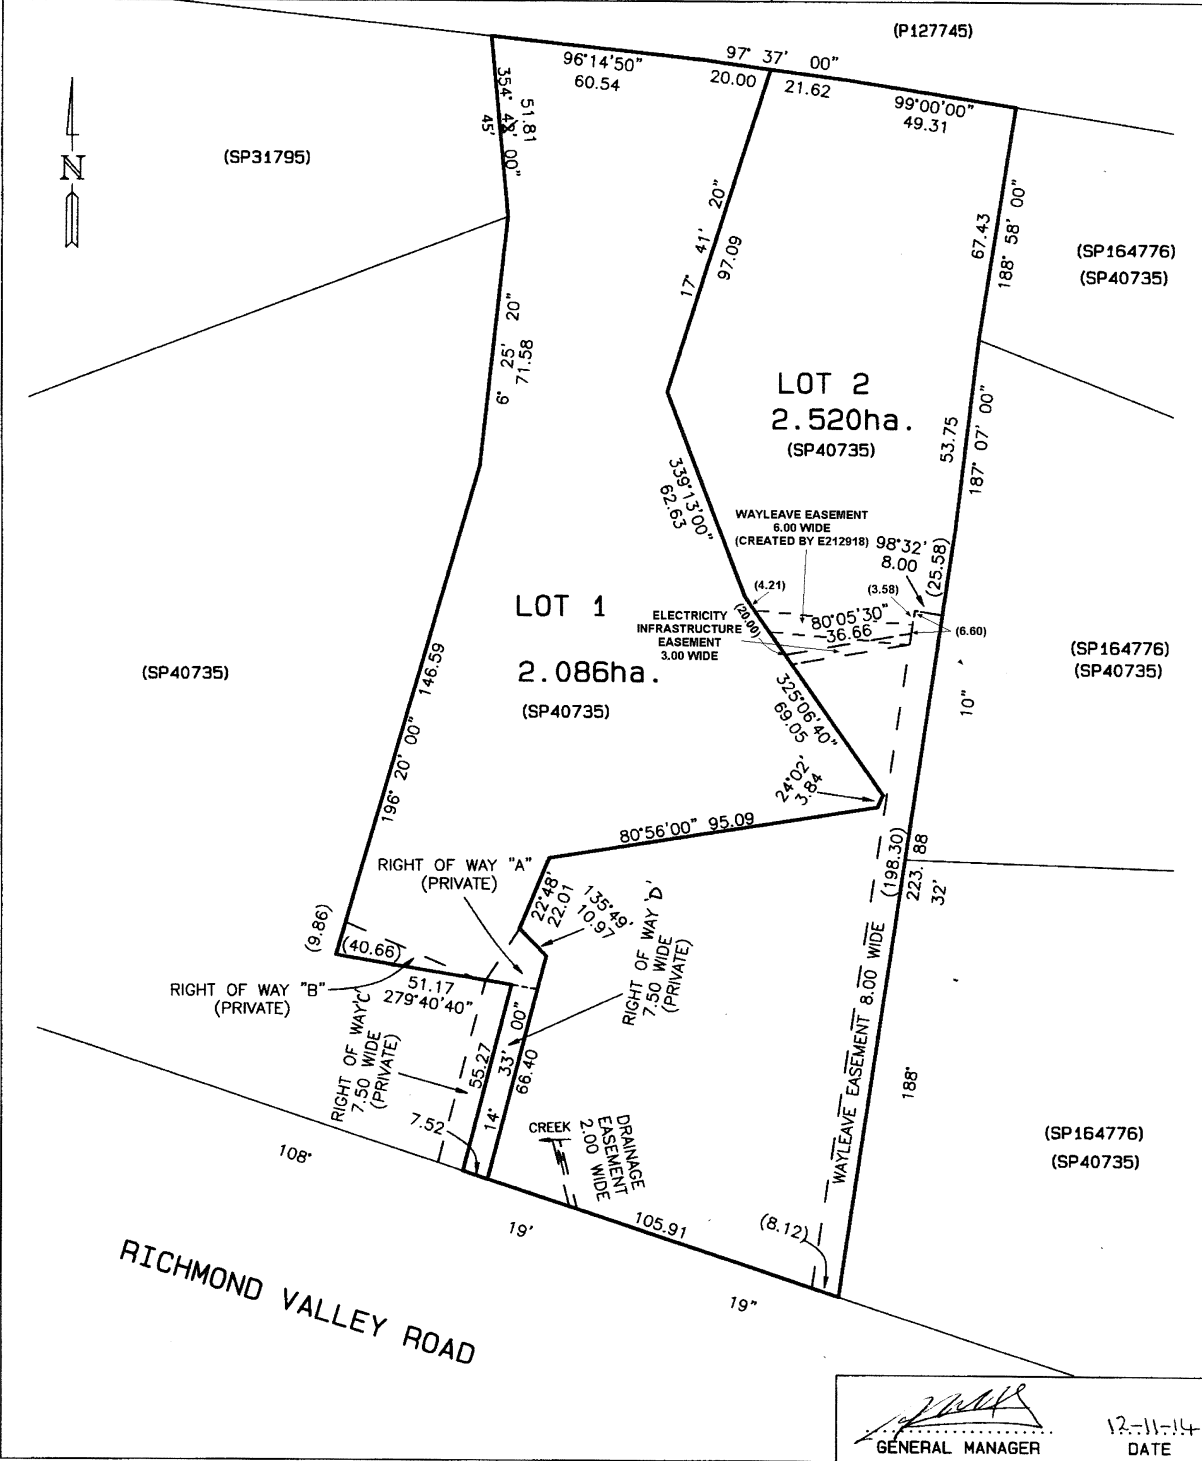 (P127745)
96°14'50"
60.54
97° 37' 00"
20.00
21.62
99°00'00"
49.31
354° 42' 00"
45'
51.81
N
(SP31795)
17° 41' 20"
97.09
67.43
188° 58' 00"
(SP164776)
(SP40735)
9° 25' 20"
71.58
LOT 2
2.520ha.
(SP40735)
53.75
187° 07' 00"
339°13'00"
62.63
WAYLEAVE EASEMENT
6.00 WIDE
(CREATED BY E212918)
98°32'
8.00
(25.58)
(4.21)
(3.58)
(20.00)
80°05'30"
36.66
(6.60)
LOT 1
2.086ha.
(SP40735)
ELECTRICITY
INFRASTRUCTURE
EASEMENT
3.00 WIDE
(SP164776)
(SP40735)
(SP40735)
146.59
196° 20' 00"
325°06'40"
69.05
10"
24°02'
3.84
80°56'00" 95.09
(198.30)
223.88
32'
RIGHT OF WAY "A"
(PRIVATE)
22°48'
22.01
135°49'
10.97
RIGHT OF WAY 'D'
7.50 WIDE
(PRIVATE)
(9.86)
(40.66)
51.17
279°40'40"
RIGHT OF WAY "B"
(PRIVATE)
RIGHT OF WAY'C'
7.50 WIDE
(PRIVATE)
55.27
14° 33' 00"
66.40
WAYLEAVE EASEMENT 8.00 WIDE
188°
7.52
CREEK
DRAINAGE
EASEMENT
2.00 WIDE
(SP164776)
(SP40735)
108°
19'
105.91
(8.12)
19"
RICHMOND VALLEY ROAD
12-11-14
GENERAL MANAGER
DATE